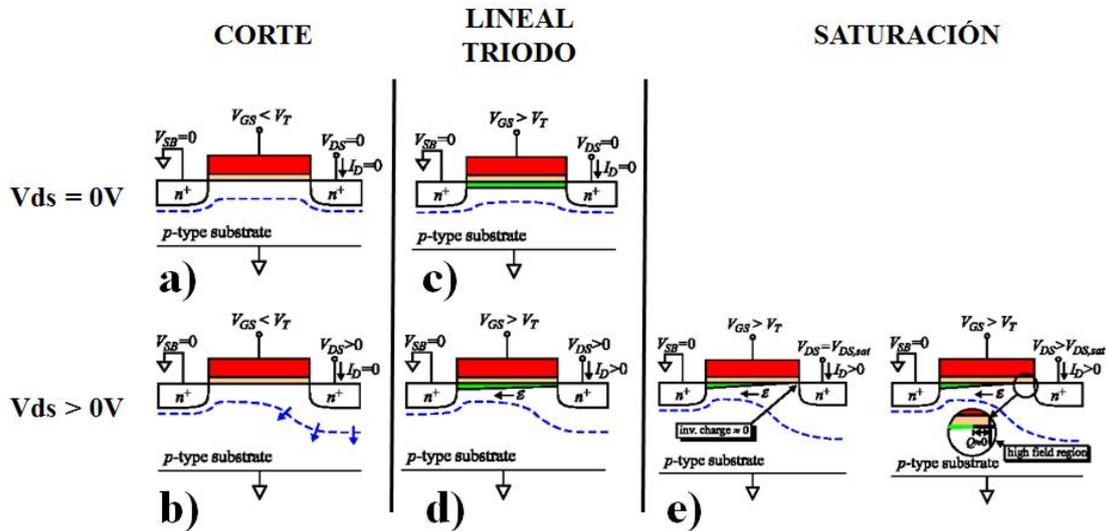 CORTE
LINEAL
TRIODO
SATURACIÓN
Vds = 0V
V_GS < V_T
V_SB=0
V_DS=0
I_D=0
n+
n+
p-type substrate
a)
V_GS > V_T
V_SB=0
V_DS=0
I_D=0
n+
n+
p-type substrate
c)
Vds > 0V
V_GS < V_T
V_SB=0
V_DS>0
I_D=0
n+
n+
p-type substrate
b)
V_GS > V_T
V_SB=0
V_DS>0
I_D>0
n+
ε
n+
p-type substrate
d)
V_GS > V_T
V_SB=0
V_DS=V_DS,sat
I_D>0
n+
ε
n+
inv. charge ≈ 0
p-type substrate
e)
V_GS > V_T
V_SB=0
V_DS>V_DS,sat
I_D>0
n+
ε
n+
Q≈0
high field region
p-type substrate